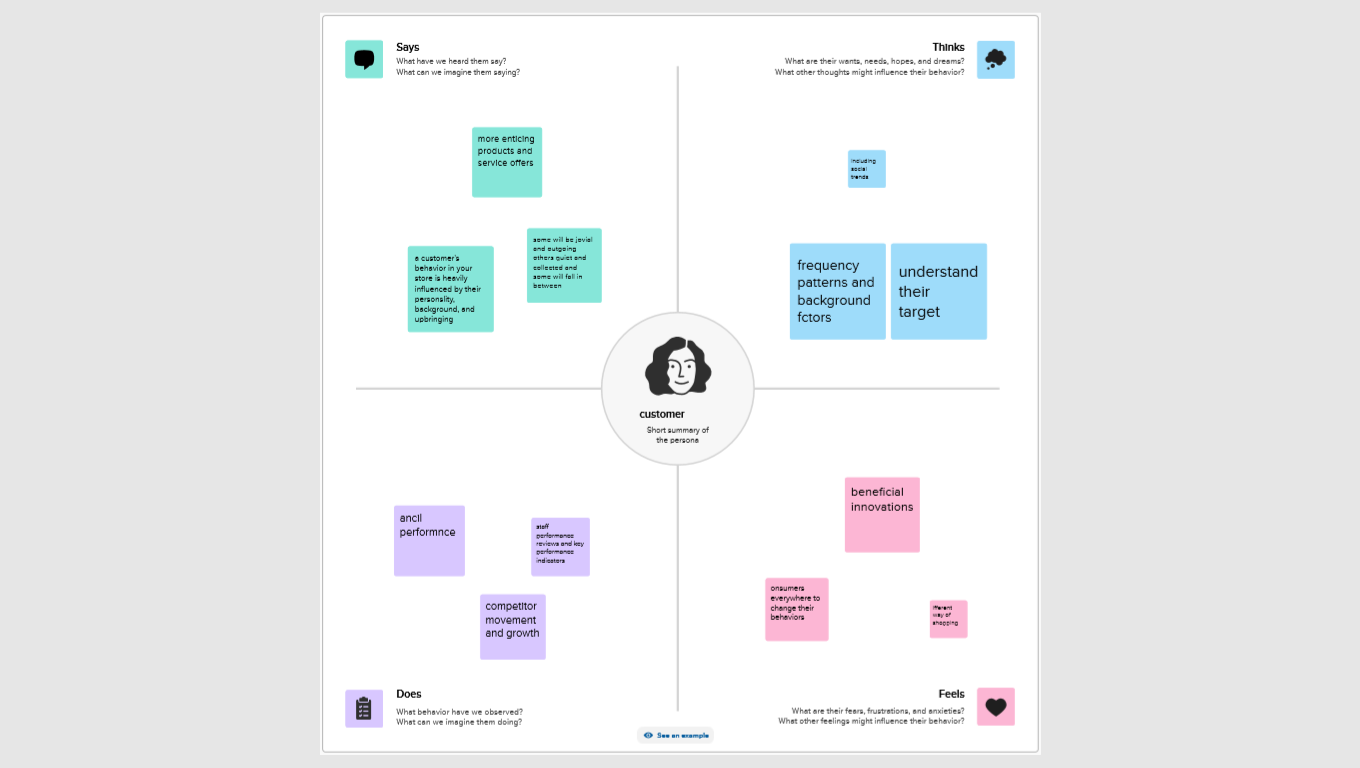 Says
What have we heard them say?
What can we imagine them saying?
Thinks
What are their wants, needs, hopes, and dreams?
What other thoughts might influence their behavior?
more enticing
products and
service offers
including
social
trends
a customer's
behavior in your
store is heavily
influenced by their
personslity,
background, and
upbringing
some will be jovial
and outgoing
others quiet and
collected and
some will fall in
between
frequency
patterns and
background
fctors
understand
their
target
customer
Short summary of
the persona
ancil
performnce
staff
performance
reviews and key
performance
indicators
competitor
movement
and growth
beneficial
innovations
onsumers
everywhere to
change their
behaviors
ifferent
way of
shopping
Does
What behavior have we observed?
What can we imagine them doing?
Feels
What are their fears, frustrations, and anxieties?
What other feelings might influence their behavior?
See an example